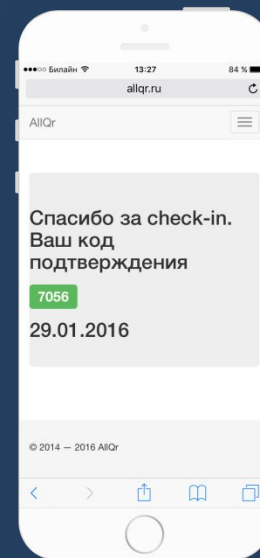 Билайн 13:27 84 %
allqr.ru
AllQr
Спасибо за check-in.
Ваш код
подтверждения
7056
29.01.2016
© 2014 — 2016 AllQr